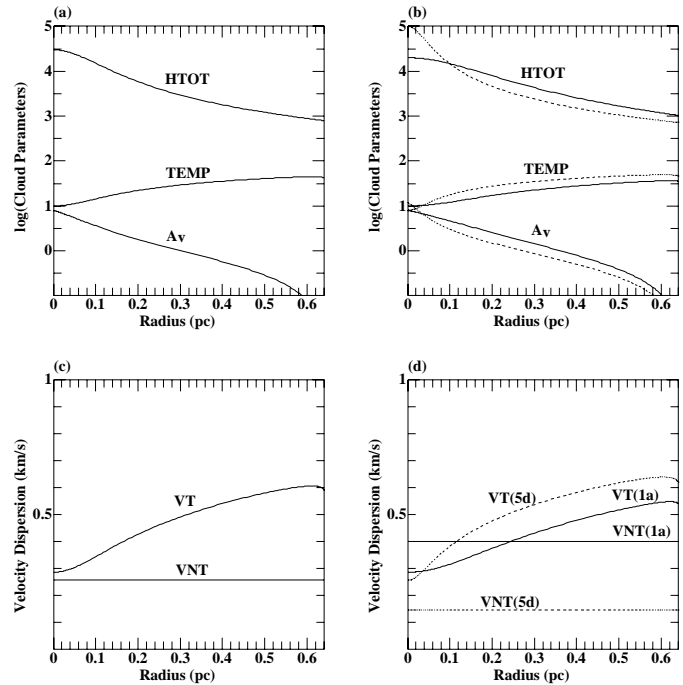 (a)
5
4
3
2
1
0
log(Cloud Parameters)
HTOT
TEMP
Av
0 0.1 0.2 0.3 0.4 0.5 0.6
Radius (pc)
(b)
5
4
3
2
1
0
log(Cloud Parameters)
HTOT
TEMP
Av
0 0.1 0.2 0.3 0.4 0.5 0.6
Radius (pc)
(c)
1
0.5
0
Velocity Dispersion (km/s)
VT
VNT
0 0.1 0.2 0.3 0.4 0.5 0.6
Radius (pc)
(d)
1
0.5
0
Velocity Dispersion (km/s)
VT(5d)
VT(1a)
VNT(1a)
VNT(5d)
0 0.1 0.2 0.3 0.4 0.5 0.6
Radius (pc)